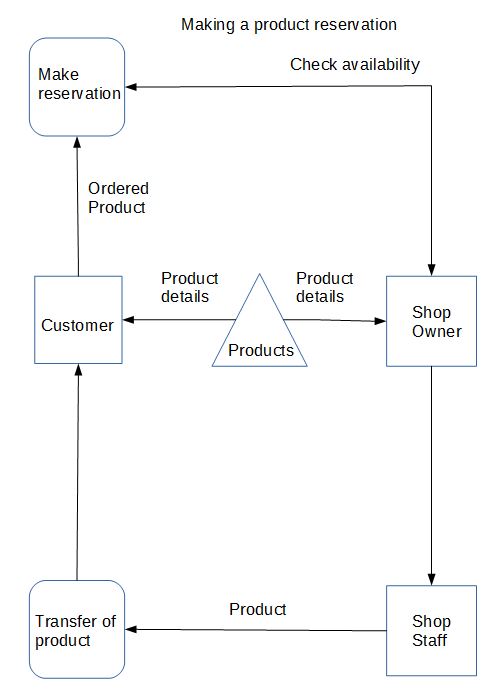 Making a product reservation
Check availability
Make
reservation
Ordered
Product
Product
details
Product
details
Customer
Products
Shop
Owner
Transfer of
product
Product
Shop
Staff